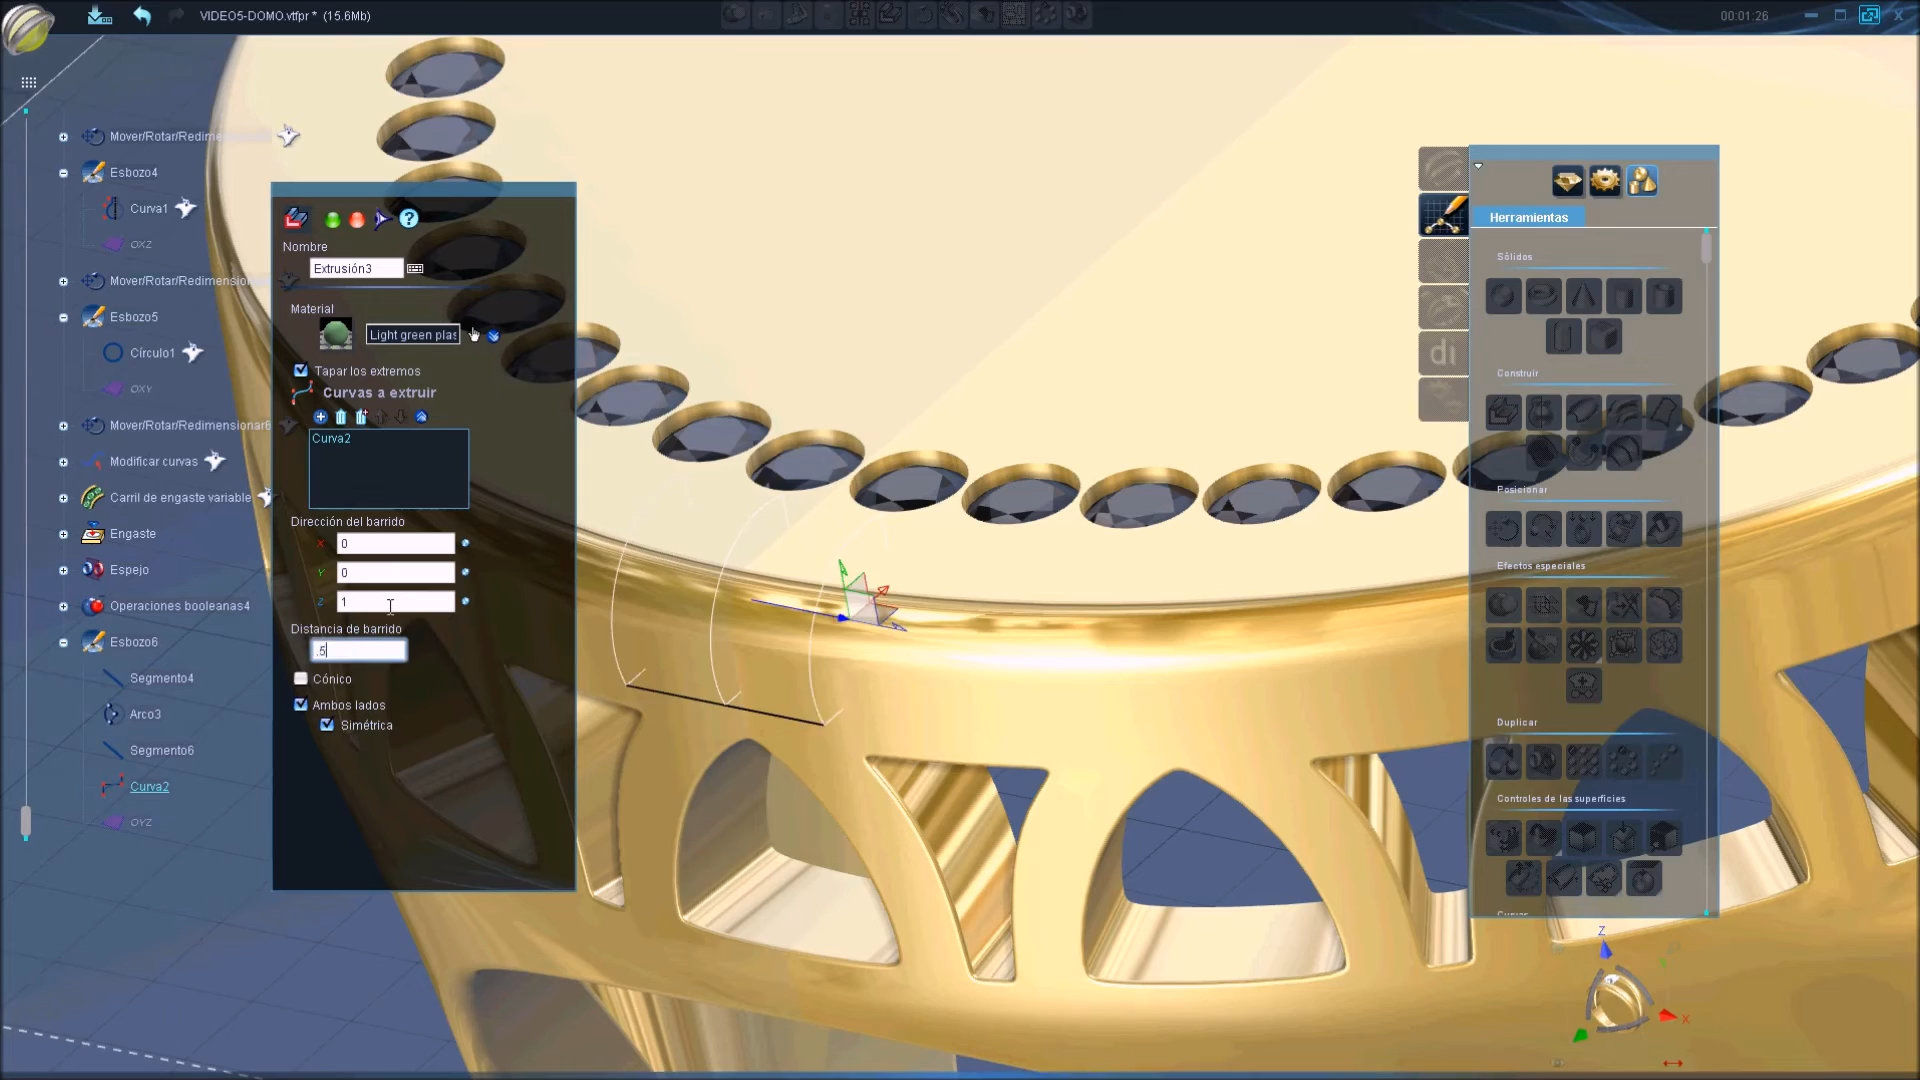 VIDEO5-DOMO.vtfpr * (15.6Mb)
00:01:26
Mover/Rotar/Redime
Esbozo4
Curva1
OXZ
Mover/Rotar/Redimension
Esbozo5
Círculo1
OXY
Mover/Rotar/Redimensionar6
Modificar curvas
Carril de engaste variable
Engaste
Espejo
Operaciones booleanas4
Esbozo6
Segmento4
Arco3
Segmento6
Curva2
OYZ
Nombre
Extrusión3
Material
Light green plas
Tapar los extremos
Curvas a extruir
Curva2
Dirección del barrido
X 0
Y 0
Z 1
Distancia de barrido
.5
Cónico
Ambos lados
Simétrica
di
Herramientas
Sólidos
Construir
Posicionar
Efectos especiales
Duplicar
Controles de las superficies
Curvas
Z
X